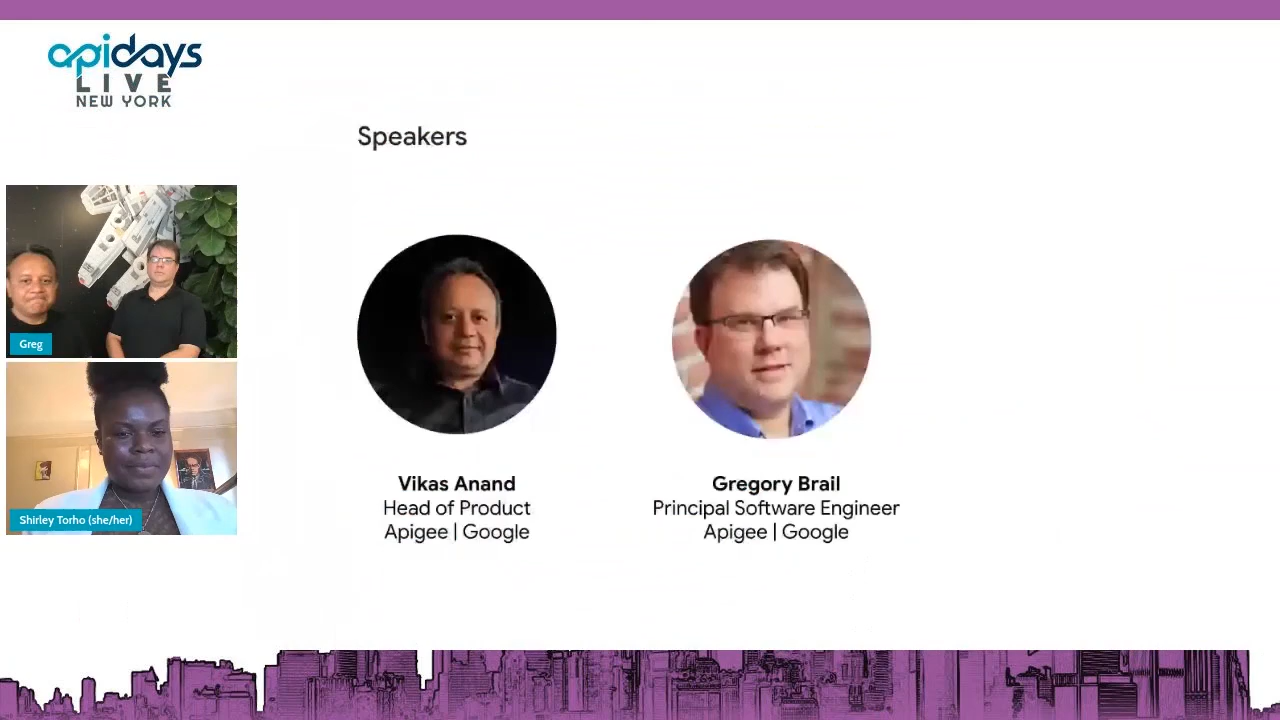 apidays
LIVE
NEW YORK
Speakers
Greg
Shirley Torho (she/her)
Vikas Anand
Head of Product
Apigee | Google
Gregory Brail
Principal Software Engineer
Apigee | Google